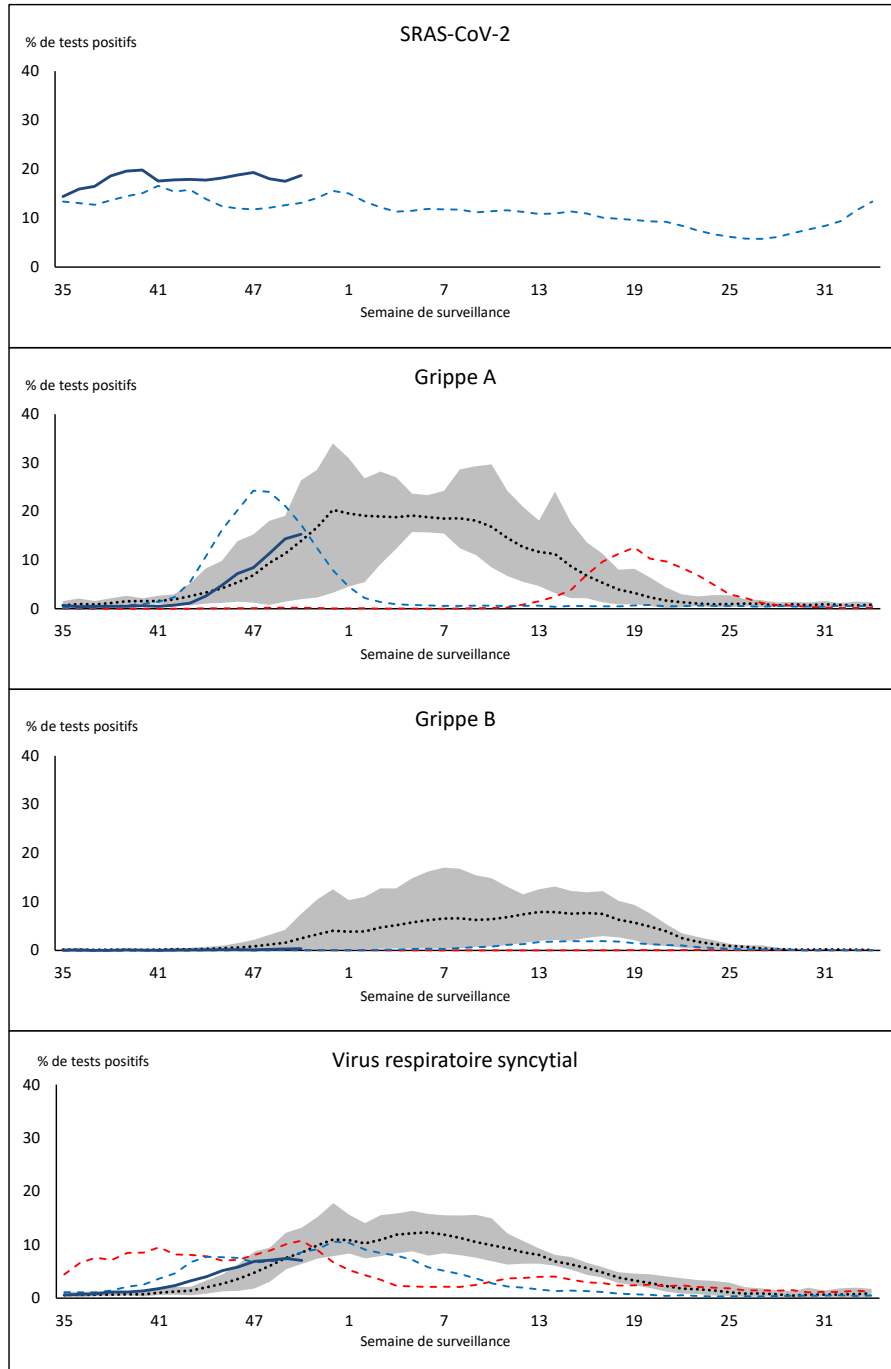 SRAS-CoV-2
% de tests positifs
40
30
20
10
0
35 41 47 1 7 13 19 25 31
Semaine de surveillance
Grippe A
% de tests positifs
40
30
20
10
0
35 41 47 1 7 13 19 25 31
Semaine de surveillance
Grippe B
% de tests positifs
40
30
20
10
0
35 41 47 1 7 13 19 25 31
Semaine de surveillance
Virus respiratoire syncytial
% de tests positifs
40
30
20
10
0
35 41 47 1 7 13 19 25 31
Semaine de surveillance